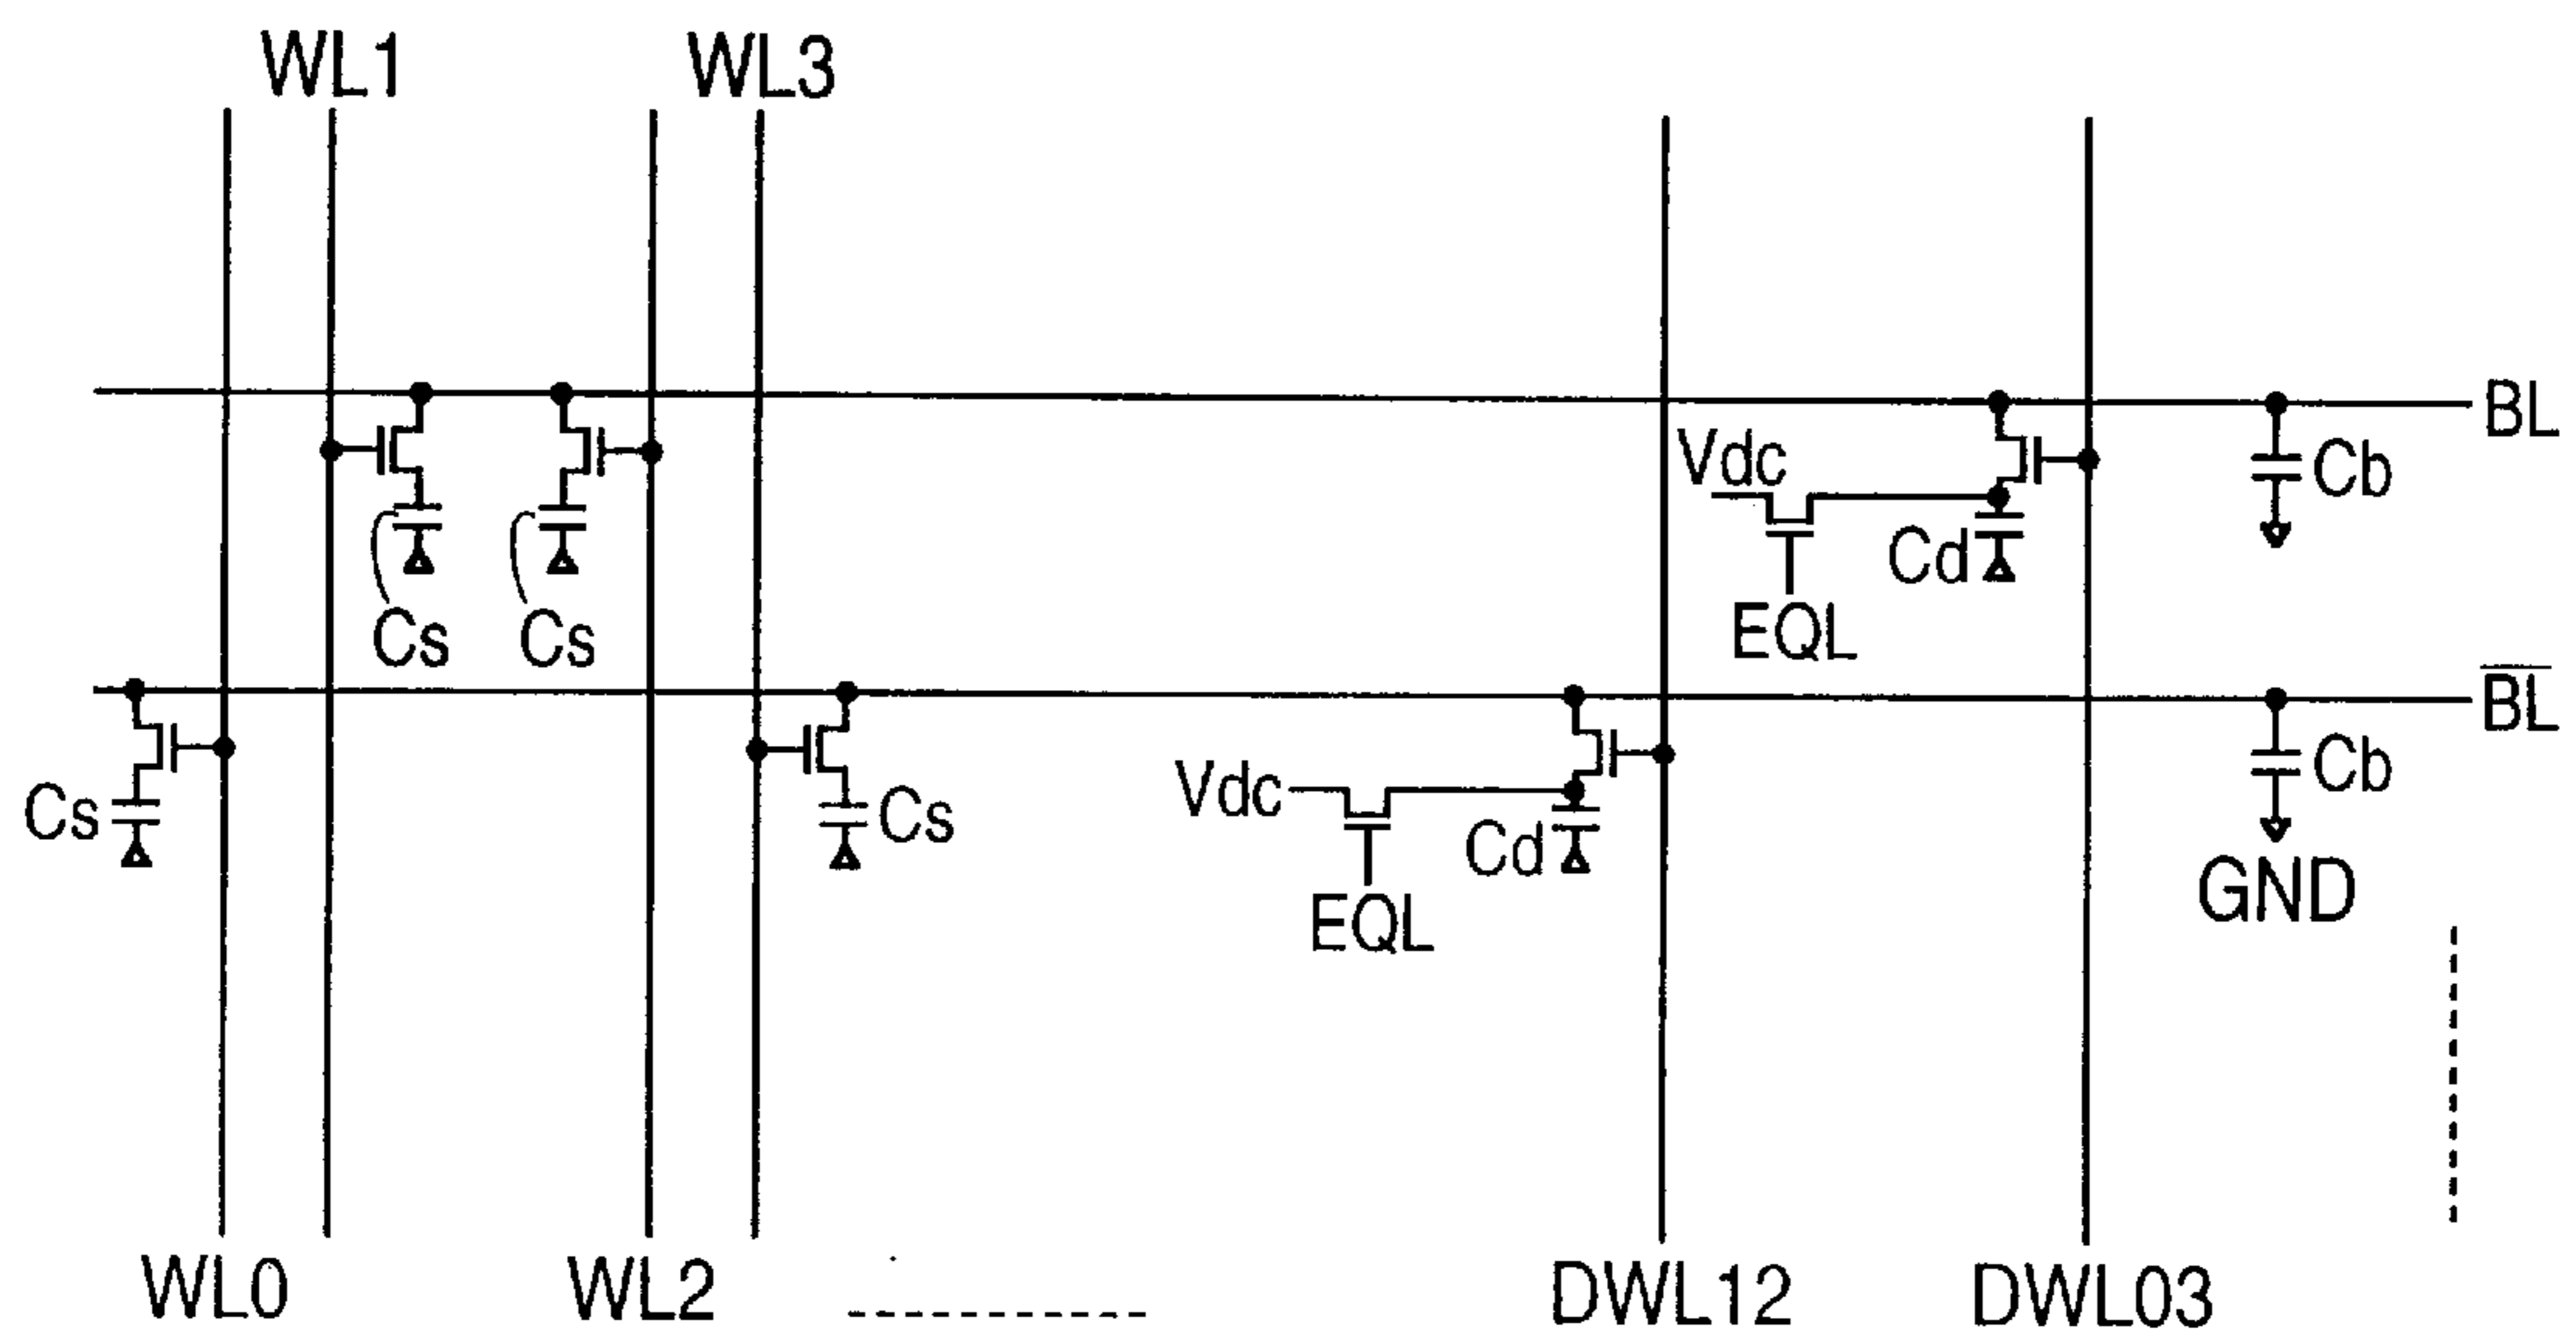 WL1 WL3
BL
Vdc Cb
Cd
Cs Cs EQL
B̅L̅
Cs Cs Vdc Cd Cb
EQL GND
WL0 WL2 DWL12 DWL03